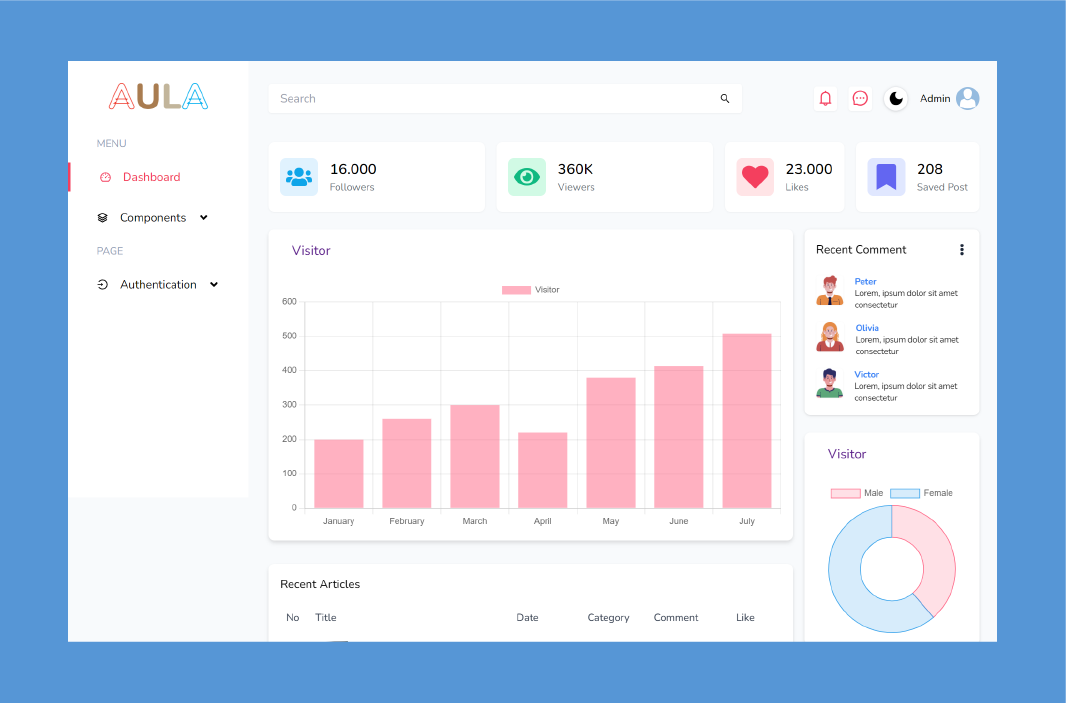 AULA
Search
Admin
MENU
Dashboard
Components
PAGE
Authentication
16.000
Followers
360K
Viewers
23.000
Likes
208
Saved Post
Visitor
Visitor
600
500
400
300
200
100
0
January February March April May June July
Recent Comment
Peter
Lorem, ipsum dolor sit amet
consectetur
Olivia
Lorem, ipsum dolor sit amet
consectetur
Victor
Lorem, ipsum dolor sit amet
consectetur
Visitor
Male Female
Recent Articles
No Title Date Category Comment Like